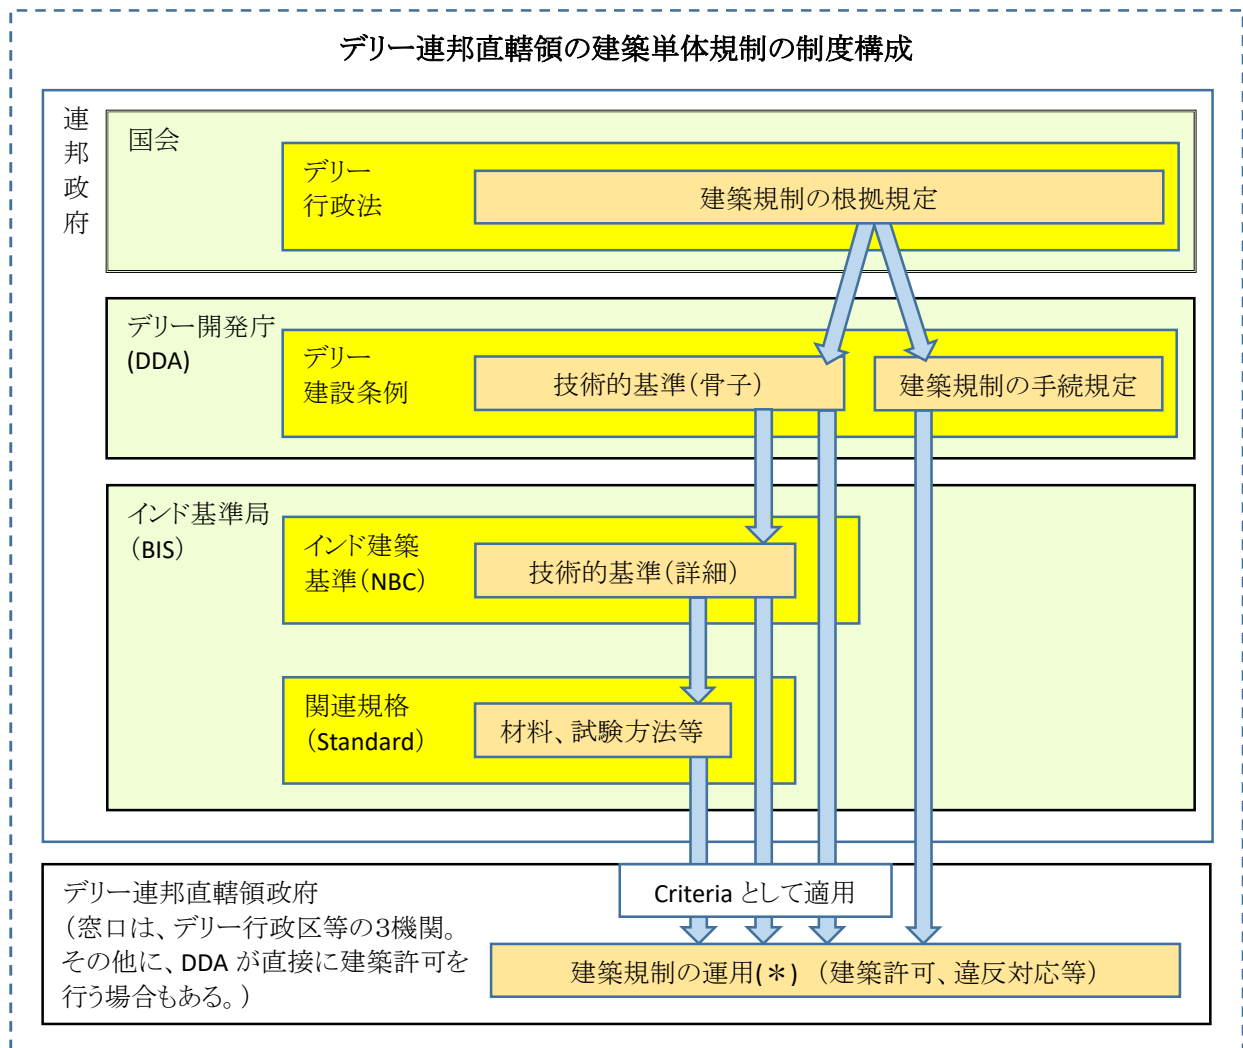 デリー連邦直轄領の建築単体規制の制度構成
連
邦
政
府
国会
デリー
行政法
建築規制の根拠規定
デリー開発庁
(DDA)
デリー
建設条例
技術的基準（骨子）
建築規制の手続規定
インド基準局
（BIS）
インド建築
基準（NBC）
技術的基準（詳細）
関連規格
（Standard）
材料、試験方法等
デリー連邦直轄領政府
（窓口は、デリー行政区等の３機関。
その他に、DDA が直接に建築許可を
行う場合もある。）
Criteria として適用
建築規制の運用(＊)　（建築許可、違反対応等）